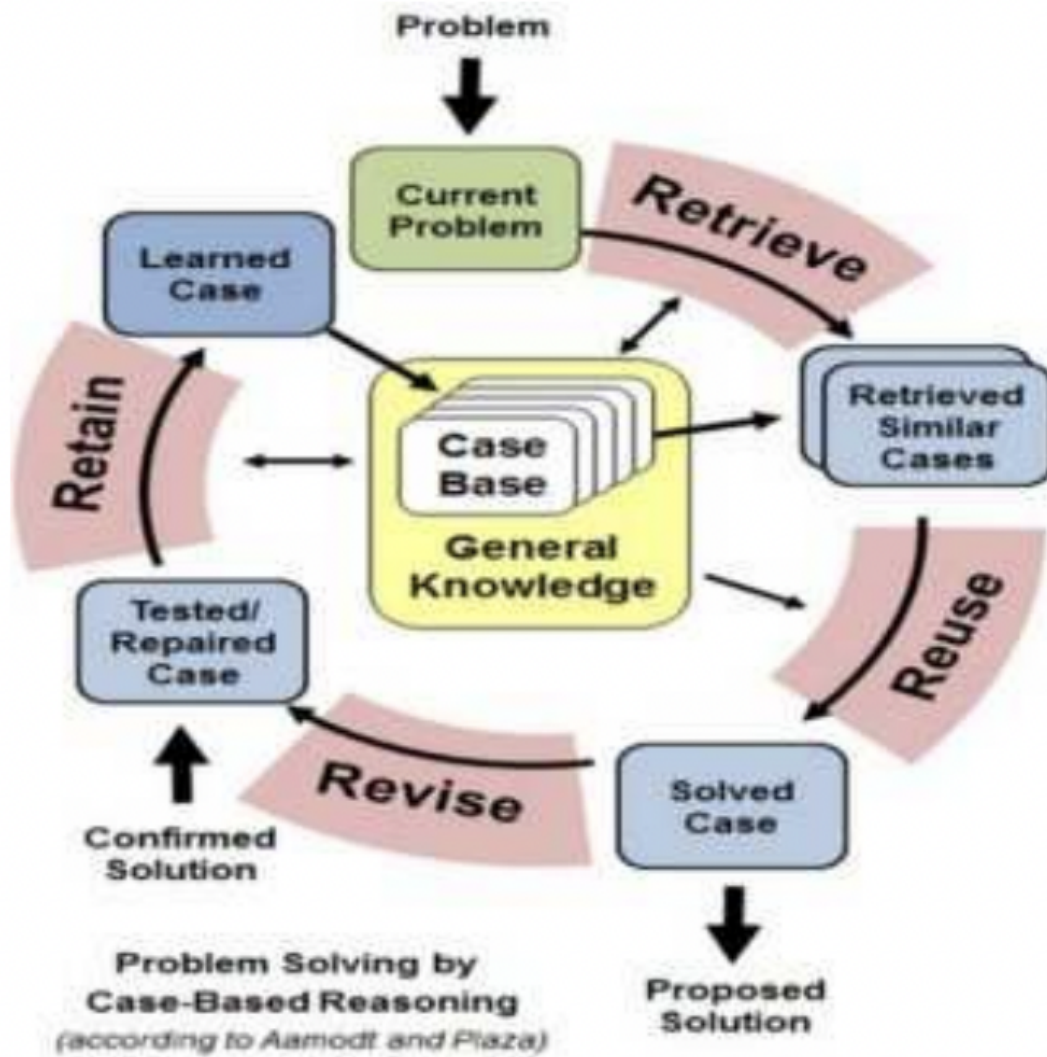 Problem
Current
Problem
Retrieve
Learned
Case
Retrieved
Similar
Cases
Case
Base
General
Knowledge
Retain
Reuse
Tested/
Repaired
Case
Revise
Solved
Case
Confirmed
Solution
Proposed
Solution
Problem Solving by
Case-Based Reasoning
(according to Aamodt and Plaza)